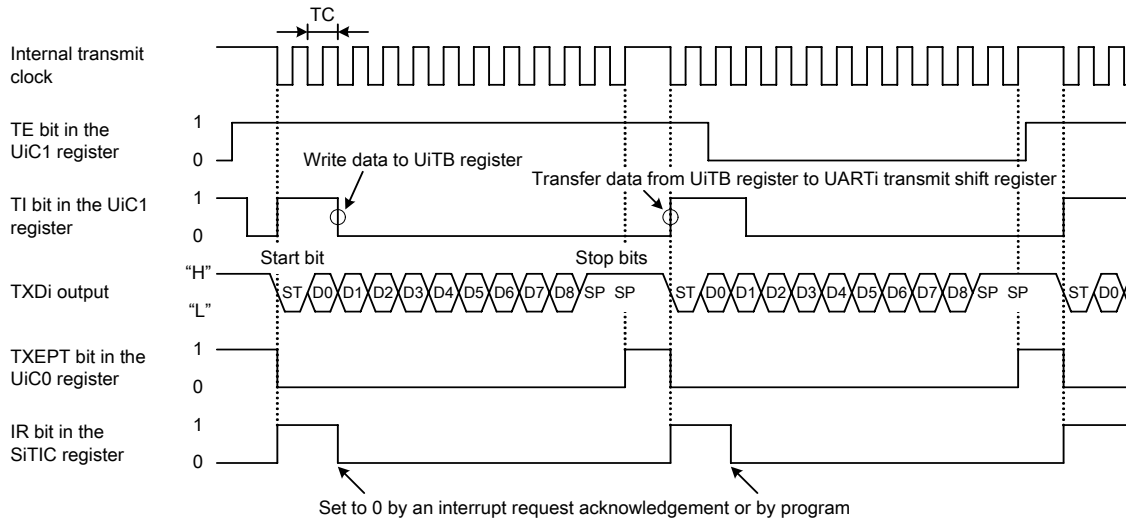 TC
Internal transmit
clock
TE bit in the
UiC1 register
1
0
Write data to UiTB register
Transfer data from UiTB register to UARTi transmit shift register
TI bit in the UiC1
register
1
0
Start bit
Stop bits
TXDi output
“H”
“L”
ST D0 D1 D2 D3 D4 D5 D6 D7 D8 SP SP ST D0 D1 D2 D3 D4 D5 D6 D7 D8 SP SP ST D0
TXEPT bit in the
UiC0 register
1
0
IR bit in the
SiTIC register
1
0
Set to 0 by an interrupt request acknowledgement or by program